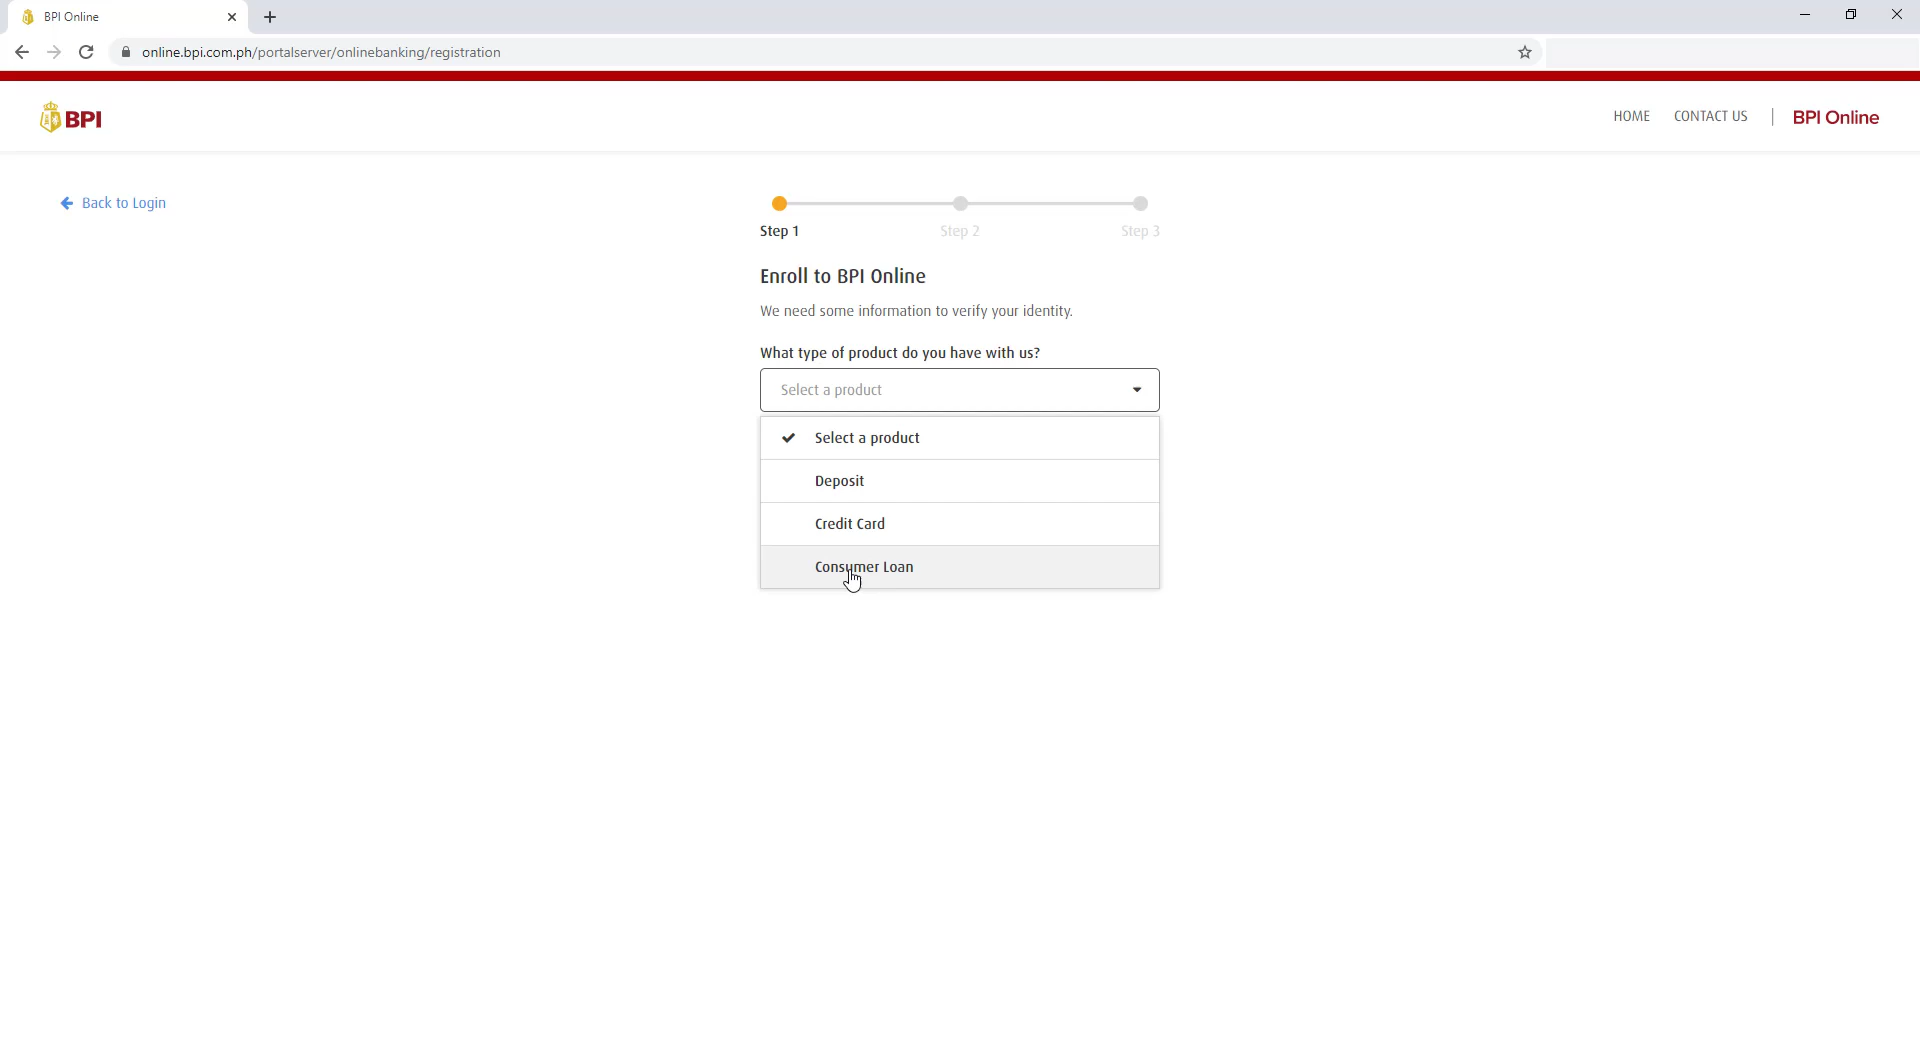 BPI Online
online.bpi.com.ph/portalserver/onlinebanking/registration
BPI
HOME CONTACT US | BPI Online
Back to Login
Step 1 Step 2 Step 3
Enroll to BPI Online
We need some information to verify your identity.
What type of product do you have with us?
Select a product
Select a product
Deposit
Credit Card
Consumer Loan